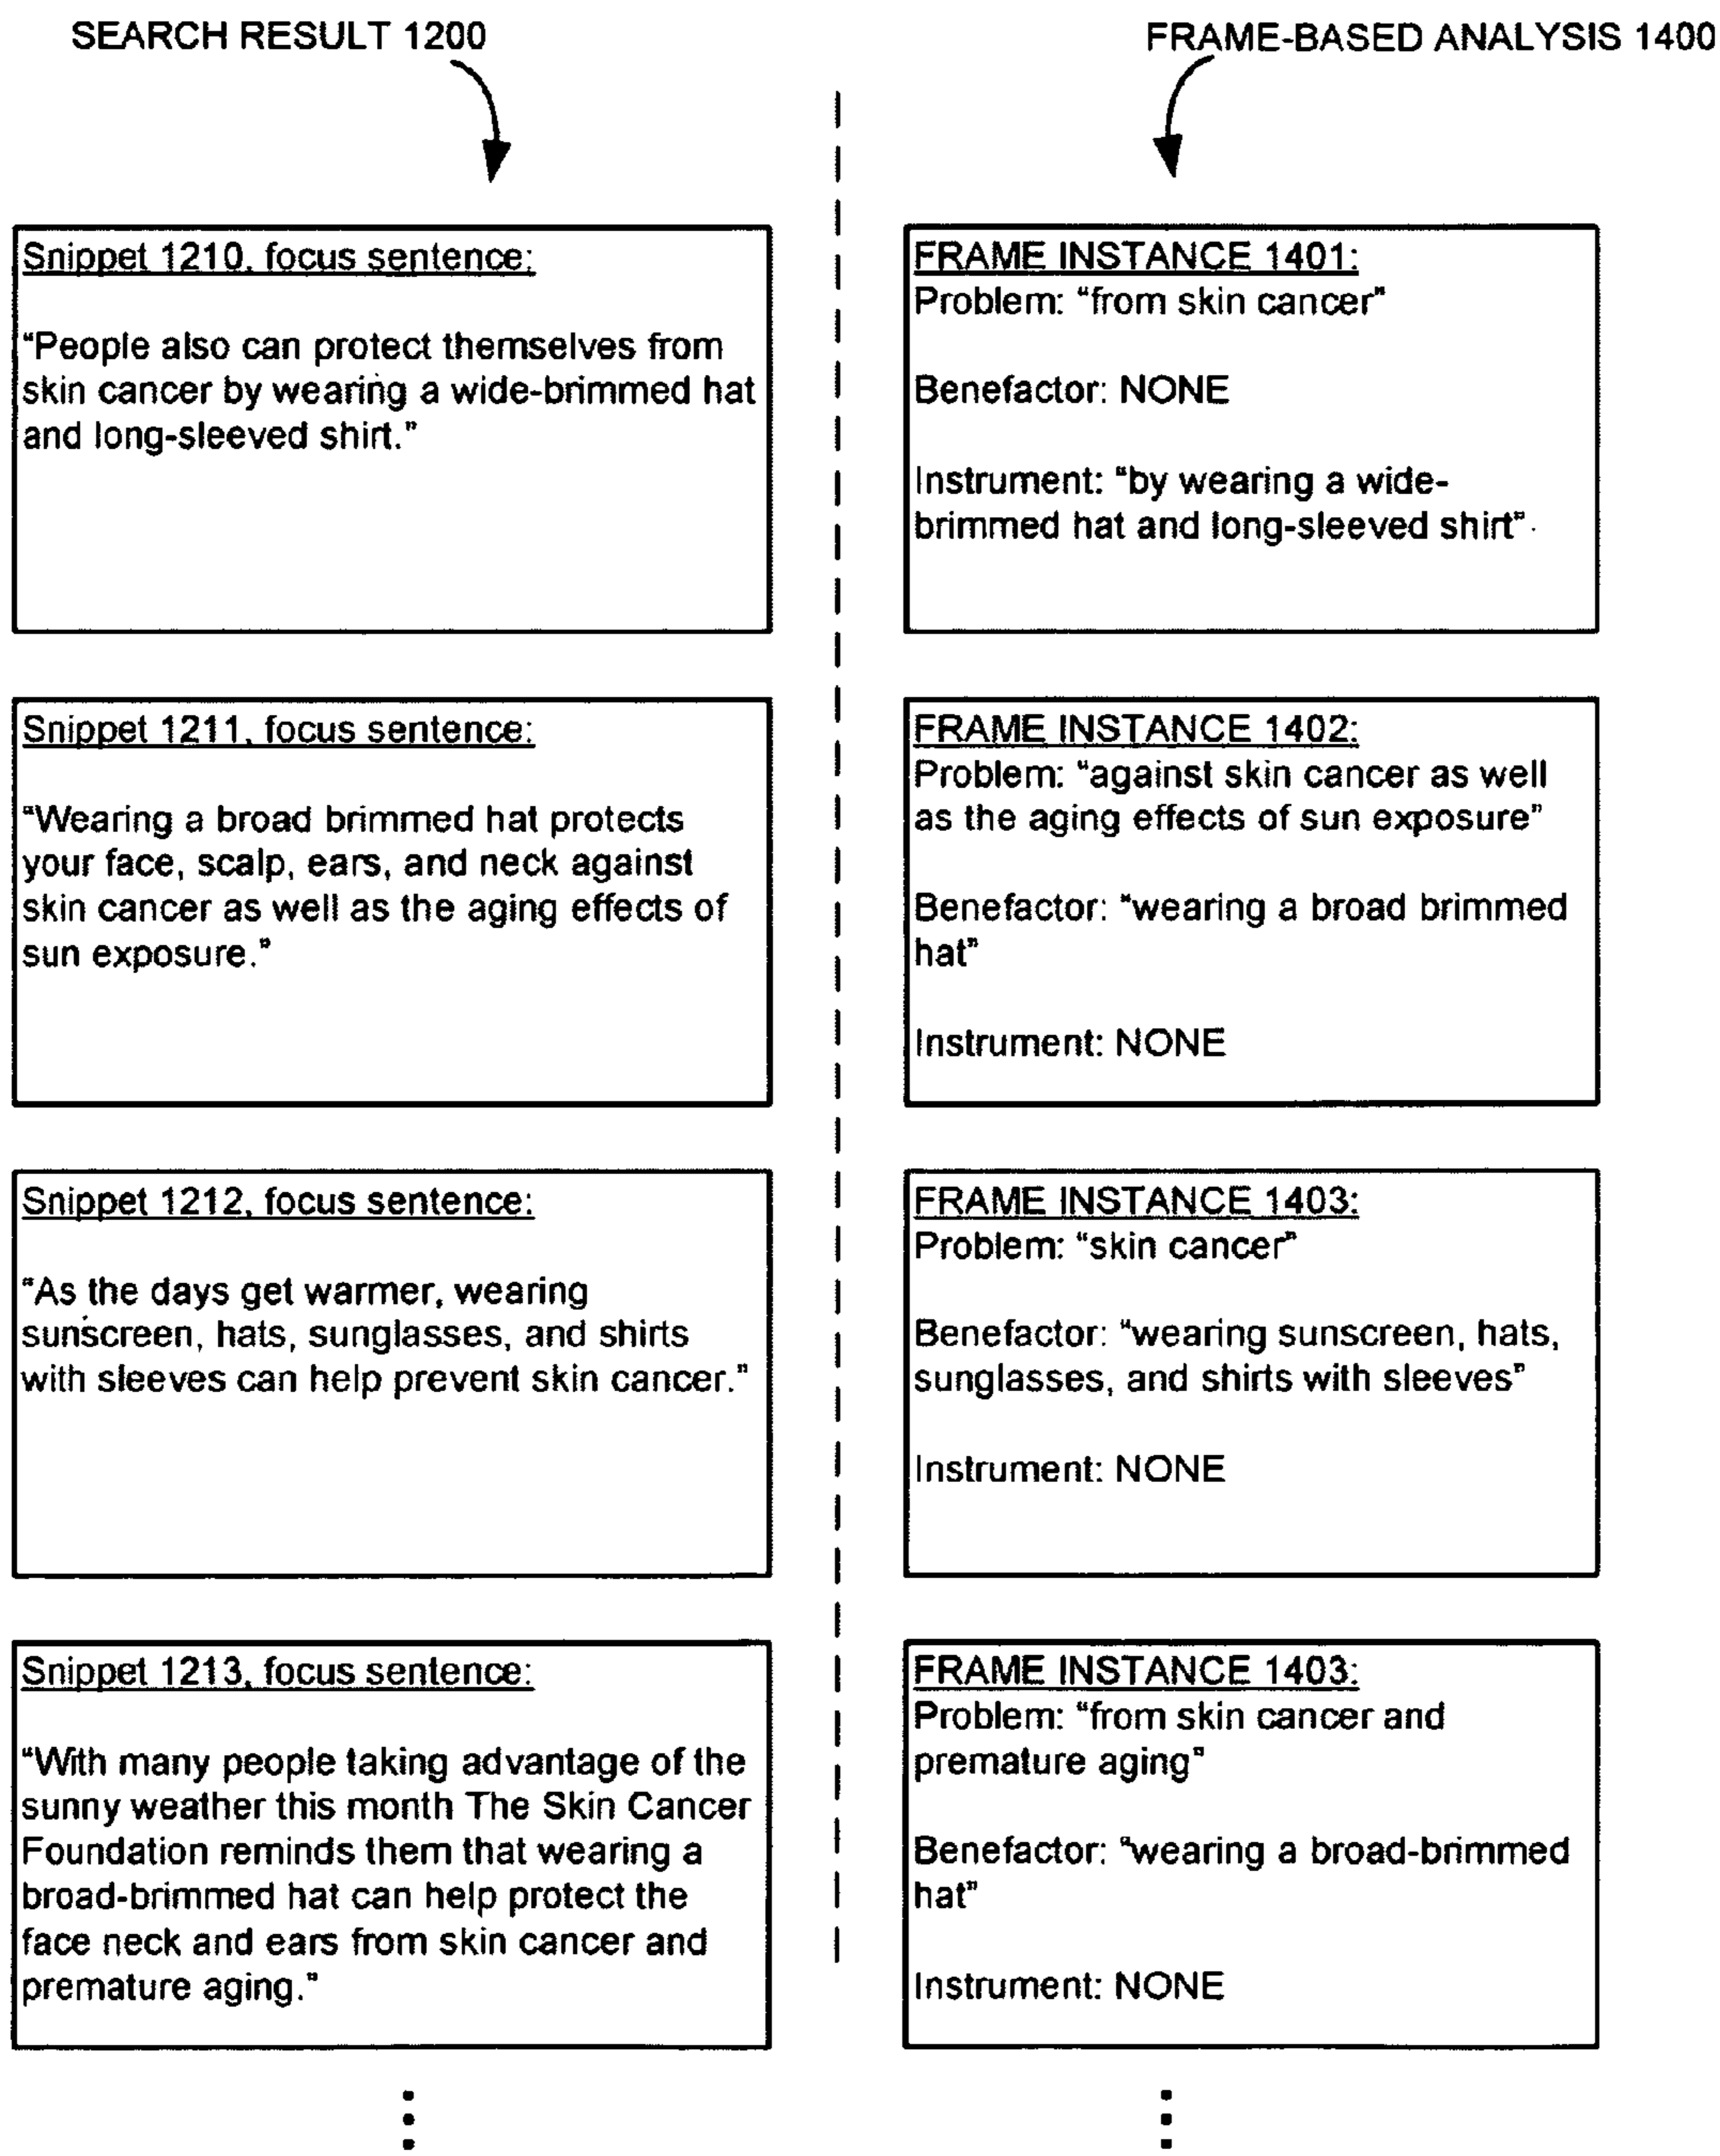 SEARCH RESULT 1200
FRAME-BASED ANALYSIS 1400
Snippet 1210, focus sentence:
“People also can protect themselves from
skin cancer by wearing a wide-brimmed hat
and long-sleeved shirt.”
FRAME INSTANCE 1401:
Problem: “from skin cancer”
Benefactor: NONE
Instrument: “by wearing a wide-
brimmed hat and long-sleeved shirt”
Snippet 1211, focus sentence:
“Wearing a broad brimmed hat protects
your face, scalp, ears, and neck against
skin cancer as well as the aging effects of
sun exposure.”
FRAME INSTANCE 1402:
Problem: “against skin cancer as well
as the aging effects of sun exposure”
Benefactor: “wearing a broad brimmed
hat”
Instrument: NONE
Snippet 1212, focus sentence:
“As the days get warmer, wearing
sunscreen, hats, sunglasses, and shirts
with sleeves can help prevent skin cancer.”
FRAME INSTANCE 1403:
Problem: “skin cancer”
Benefactor: “wearing sunscreen, hats,
sunglasses, and shirts with sleeves”
Instrument: NONE
Snippet 1213, focus sentence:
“With many people taking advantage of the
sunny weather this month The Skin Cancer
Foundation reminds them that wearing a
broad-brimmed hat can help protect the
face neck and ears from skin cancer and
premature aging.”
FRAME INSTANCE 1403:
Problem: “from skin cancer and
premature aging”
Benefactor: “wearing a broad-brimmed
hat”
Instrument: NONE